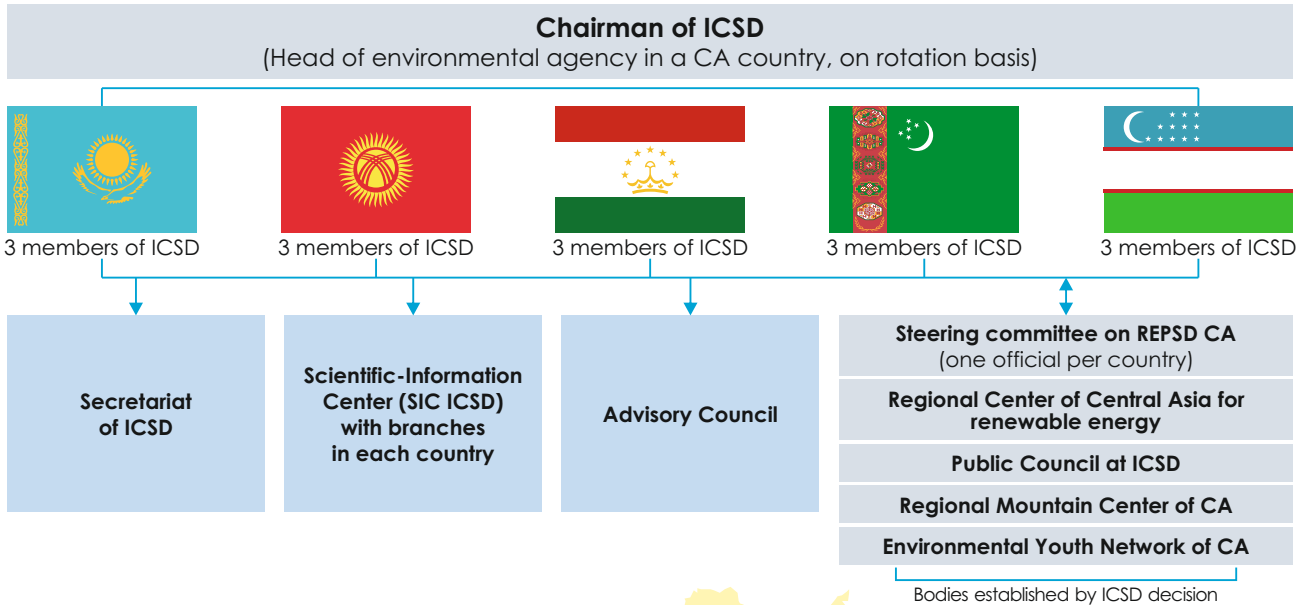 Chairman of ICSD
(Head of environmental agency in a CA country, on rotation basis)
3 members of ICSD
3 members of ICSD
3 members of ICSD
3 members of ICSD
3 members of ICSD
Secretariat
of ICSD
Scientific-Information
Center (SIC ICSD)
with branches
in each country
Advisory Council
Steering committee on REPSD CA
(one official per country)
Regional Center of Central Asia for
renewable energy
Public Council at ICSD
Regional Mountain Center of CA
Environmental Youth Network of CA
Bodies established by ICSD decision